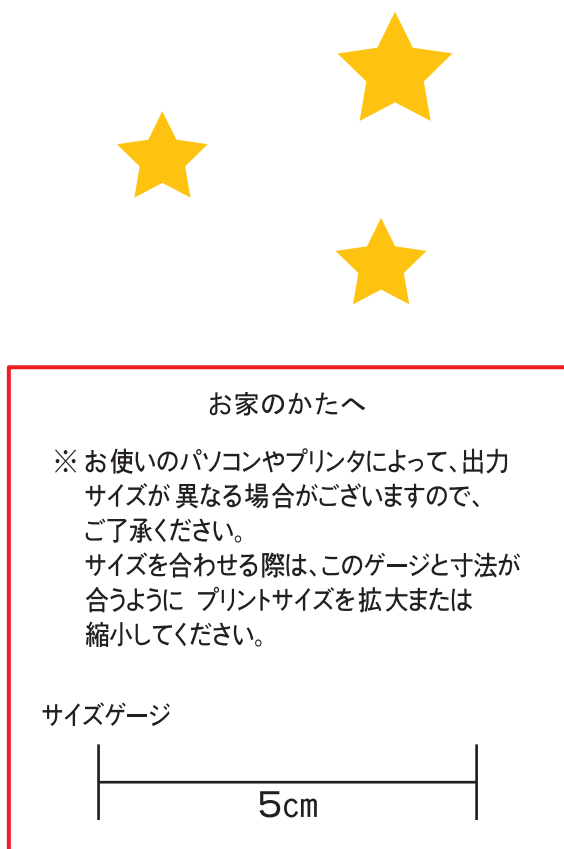 お家のかたへ
※ お使いのパソコンやプリンタによって、出力
サイズが 異なる場合がございますので、
ご了承ください。
サイズを合わせる際は、このゲージと寸法が
合うように プリントサイズを拡大または
縮小してください。
サイズゲージ
5cm